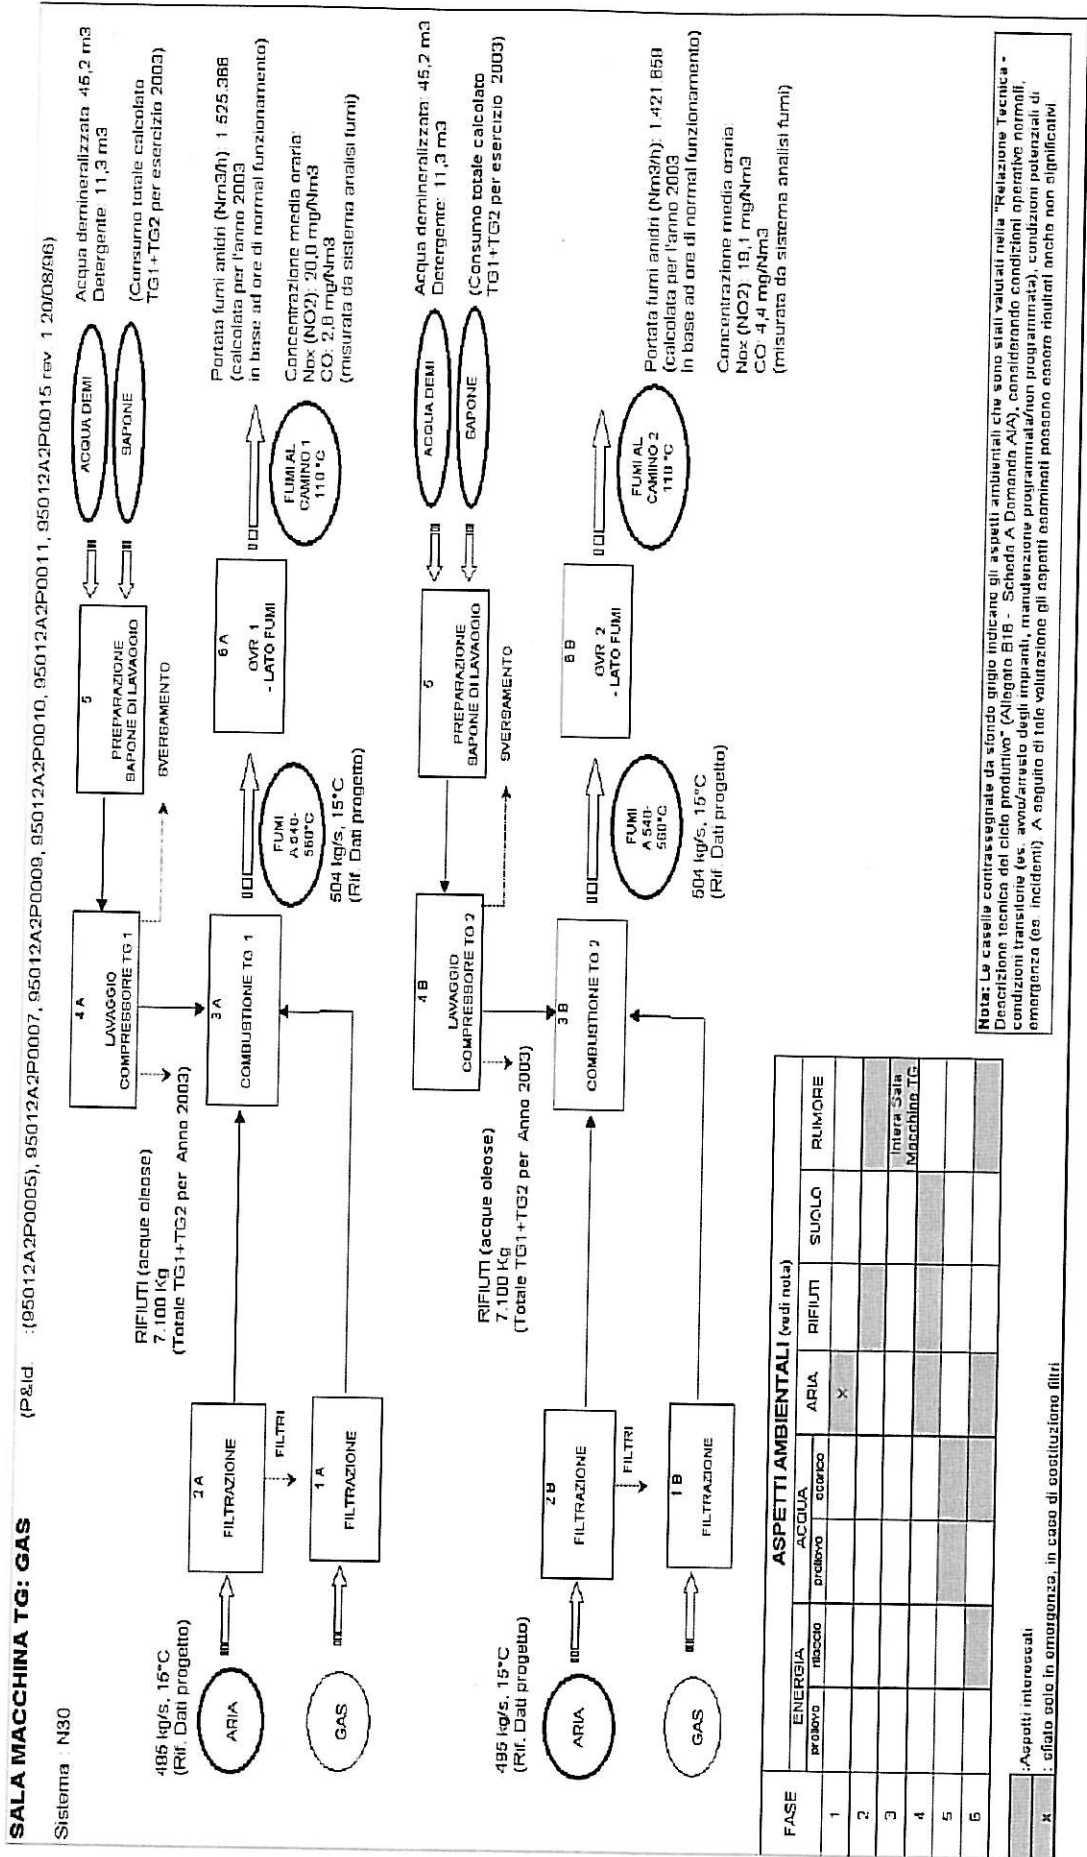 SALA MACCHINA TG: GAS
(P&Id. :(95012A2P0005), 95012A2P0007, 95012A2P0009, 95012A2P0010, 95012A2P0011, 95012A2P0015 rev. 1 20/08/96)
Sistema : N30
495 kg/s, 15°C
(Rif. Dati progetto)
ARIA
GAS
2 A
FILTRAZIONE
FILTRI
1 A
FILTRAZIONE
RIFIUTI (acque oleose)
7.100 Kg
(Totale TG1+TG2 per Anno 2003)
4 A
LAVAGGIO
COMPRESSORE TG 1
3 A
COMBUSTIONE TG 1
5
PREPARAZIONE
SAPONE DI LAVAGGIO
SVERSAMENTO
ACQUA DEMI
SAPONE
Acqua demineralizzata: 45,2 m3
Detergente: 11,3 m3
(Consumo totale calcolato
TG1+TG2 per esercizio 2003)
FUMI
A 540-
560°C
504 kg/s, 15°C
(Rif. Dati progetto)
6 A
GVR 1
- LATO FUMI
FUMI AL
CAMINO 1
110 °C
Portata fumi anidri (Nm3/h): 1.525.388
(calcolata per l'anno 2003
in base ad ore di normal funzionamento)
Concentrazione media oraria:
Nox (NO2): 20,0 mg/Nm3
CO: 2,8 mg/Nm3
(misurata da sistema analisi fumi)
495 kg/s, 15°C
(Rif. Dati progetto)
ARIA
GAS
2 B
FILTRAZIONE
FILTRI
1 B
FILTRAZIONE
RIFIUTI (acque oleose)
7.100 Kg
(Totale TG1+TG2 per Anno 2003)
4 B
LAVAGGIO
COMPRESSORE TG 2
3 B
COMBUSTIONE TG 2
5
PREPARAZIONE
SAPONE DI LAVAGGIO
SVERSAMENTO
ACQUA DEMI
SAPONE
Acqua demineralizzata: 45,2 m3
Detergente: 11,3 m3
(Consumo totale calcolato
TG1+TG2 per esercizio 2003)
FUMI
A 540-
560°C
504 kg/s, 15°C
(Rif. Dati progetto)
6 B
GVR 2
- LATO FUMI
FUMI AL
CAMINO 2
110 °C
Portata fumi anidri (Nm3/h): 1.421.659
(calcolata per l'anno 2003
in base ad ore di normal funzionamento)
Concentrazione media oraria:
Nox (NO2): 19,1 mg/Nm3
CO: 4,4 mg/Nm3
(misurata da sistema analisi fumi)
FASE
ASPETTI AMBIENTALI (vedi nota)
ENERGIA ACQUA ARIA RIFIUTI SUOLO RUMORE
prelievo rilascio prelievo scarico
1 X
2
3 Intera Sala
Macchine TG
4
5
6
:Aspetti interessati
x : sfiato solo in emergenza, in caso di sostituzione filtri
Nota: Le caselle contrassegnate da sfondo grigio indicano gli aspetti ambientali che sono stati valutati nella "Relazione Tecnica -
Descrizione tecnica del ciclo produttivo" (Allegato B18 - Scheda A Domanda AIA), considerando condizioni operative normali,
condizioni transitorie (es. avvio/arresto degli impianti, manutenzione programmata/non programmata), condizioni potenziali di
emergenza (es. incidenti). A seguito di tale valutazione gli aspetti esaminati possono essere risultati anche non significativi